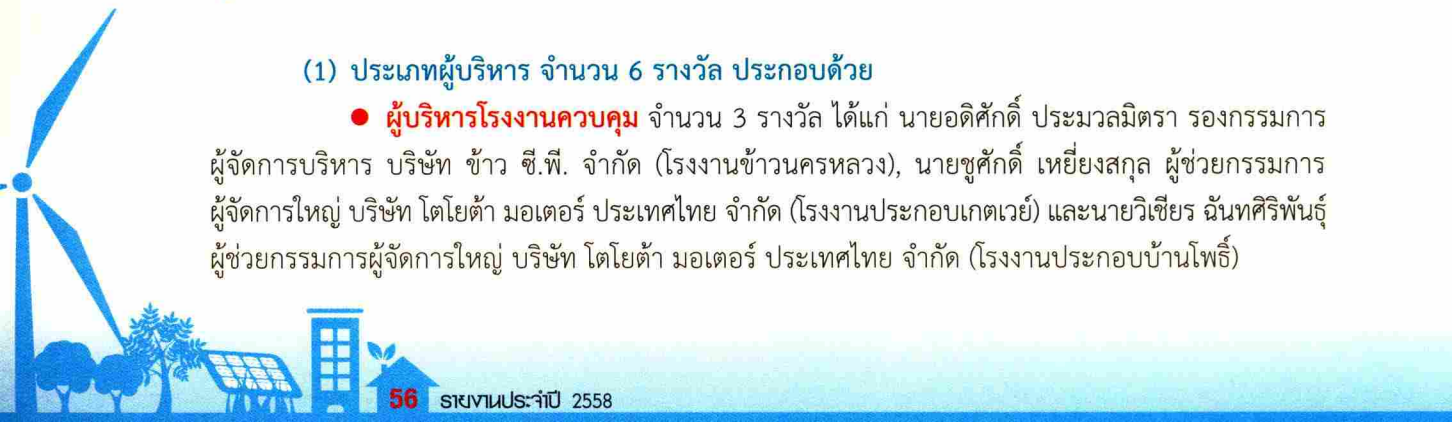 (1) ประเภทผู้บริหาร จำนวน 6 รางวัล ประกอบด้วย
● ผู้บริหารโรงงานควบคุม จำนวน 3 รางวัล ได้แก่ นายอดิศักดิ์ ประมวลมิตรา รองกรรมการ
ผู้จัดการบริหาร บริษัท ข้าว ซี.พี. จำกัด (โรงงานข้าวนครหลวง), นายชูศักดิ์ เหยี่ยงสกุล ผู้ช่วยกรรมการ
ผู้จัดการใหญ่ บริษัท โตโยต้า มอเตอร์ ประเทศไทย จำกัด (โรงงานประกอบเกตเวย์) และนายวิเชียร ฉันทศิริพันธุ์
ผู้ช่วยกรรมการผู้จัดการใหญ่ บริษัท โตโยต้า มอเตอร์ ประเทศไทย จำกัด (โรงงานประกอบบ้านโพธิ์)
56 รายงานประจำปี 2558